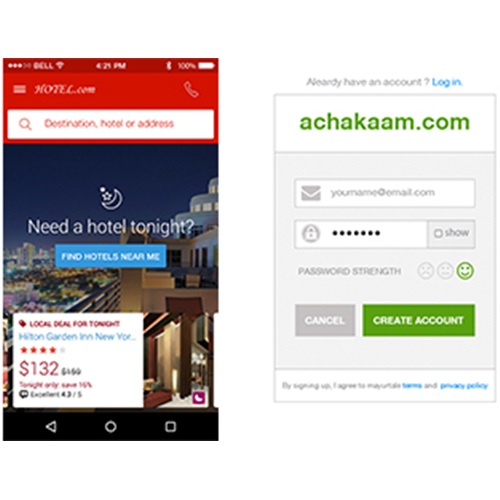 BELL 4:21 PM 100%
HOTEL.com
Destination, hotel or address
Need a hotel tonight?
FIND HOTELS NEAR ME
LOCAL DEAL FOR TONIGHT
Hilton Garden Inn New Yor...
$132 $159
Tonight only: save 16%
Excellent 4.3 / 5
Aleardy have an account ? Log in.
achakaam.com
yourname@email.com
show
PASSWORD STRENGTH
CANCEL
CREATE ACCOUNT
By signing up, I agree to mayurtale terms and privacy policy